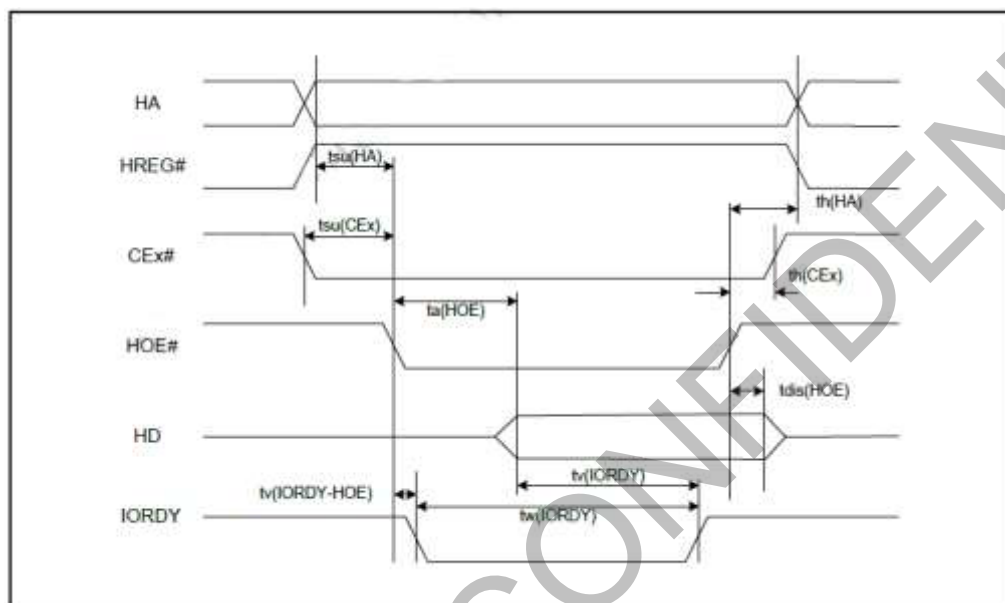 HA
HREG#
tsu(HA)
th(HA)
tsu(CEx)
CEx#
th(CEx)
ta(HOE)
HOE#
tdis(HOE)
HD
tv(IORDY)
tv(IORDY-HOE)
tw(IORDY)
IORDY
CONFIDEN